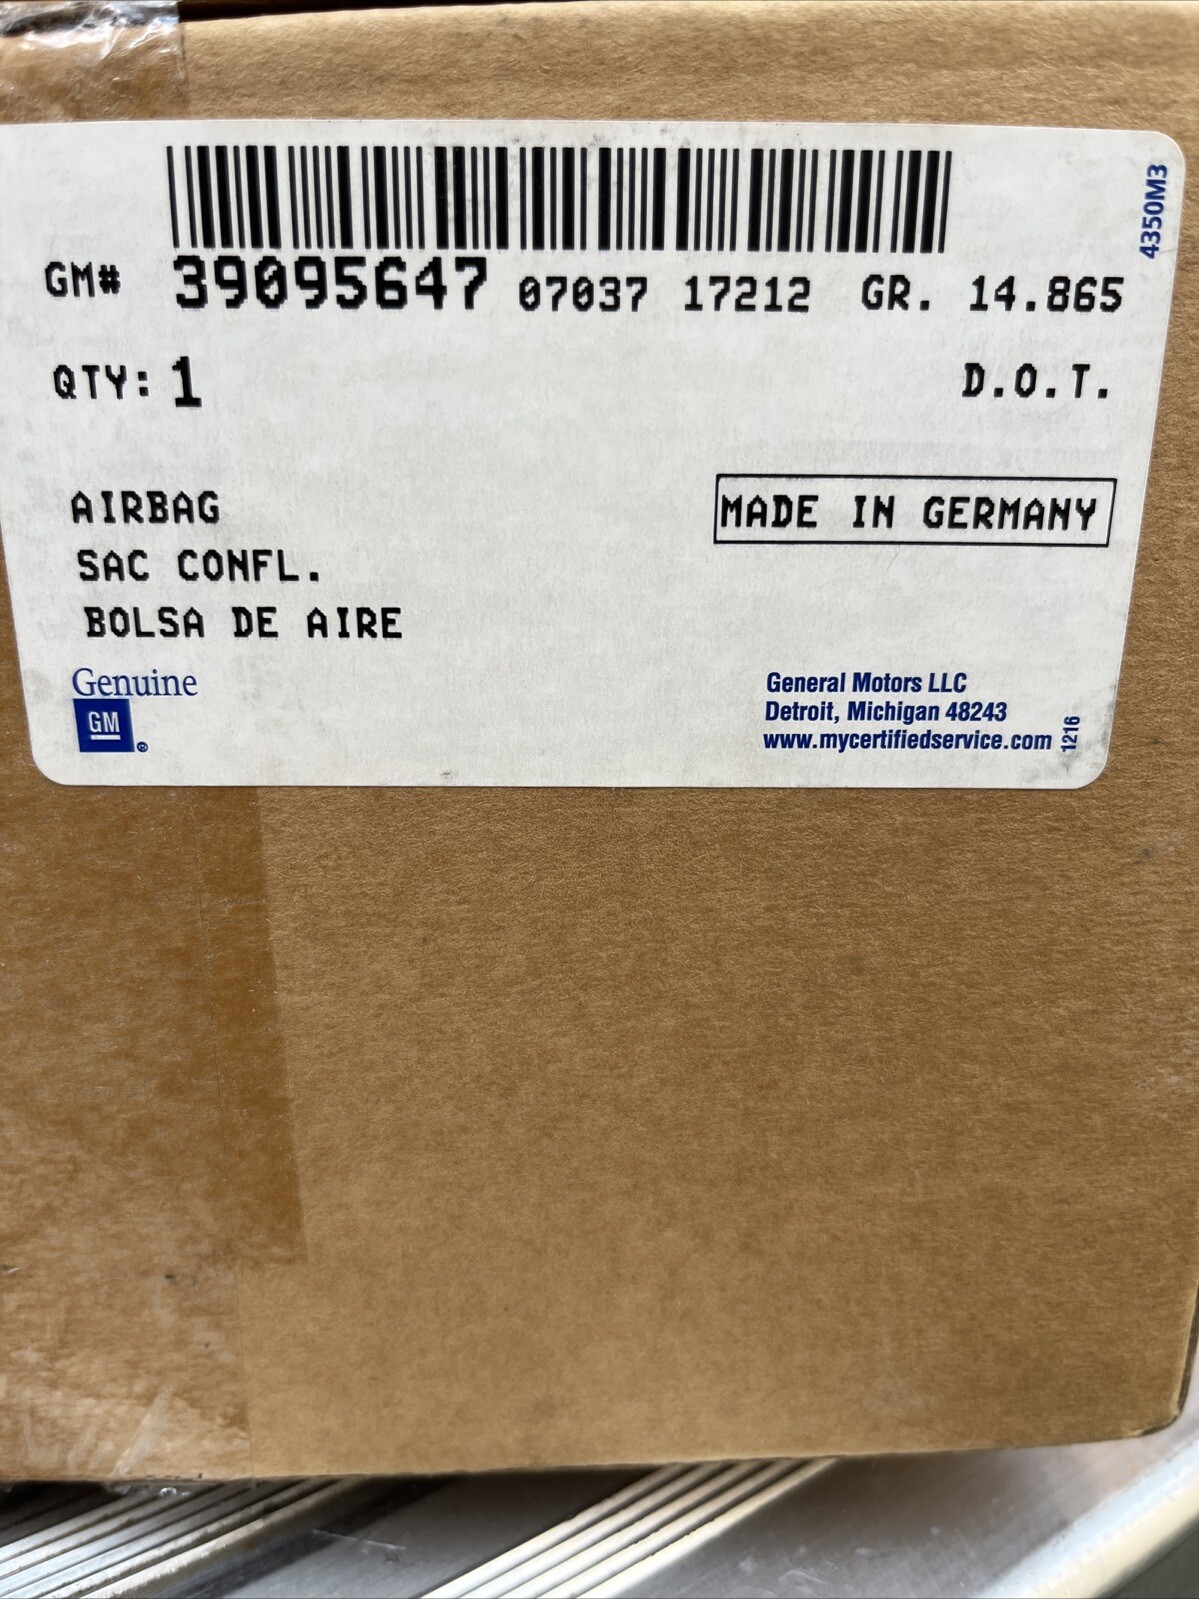 4350M3
GM# 39095647 07037 17212 GR. 14.865
QTY: 1 D.O.T.
AIRBAG
MADE IN GERMANY
SAC CONFL.
BOLSA DE AIRE
Genuine
GM
®
General Motors LLC
Detroit, Michigan 48243
www.mycertifiedservice.com
1216